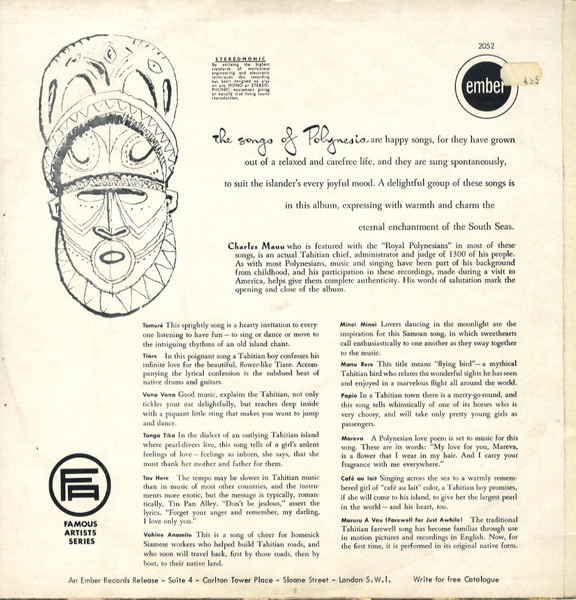 2052
STEREOMONIC
By utilizing the highest
standards of monaural
engineering and electronic
techniques this recording
has been designed to play
on any MONO or STEREO-
PHONIC equipment giving
an equally true living sound
reproduction.
ember
4 55
The songs of Polynesia are happy songs, for they have grown
out of a relaxed and carefree life, and they are sung spontaneously,
to suit the islander's every joyful mood. A delightful group of these songs is
in this album, expressing with warmth and charm the
eternal enchantment of the South Seas.
Charles Mauu who is featured with the "Royal Polynesians" in most of these
songs, is an actual Tahitian chief, administrator and judge of 1300 of his people.
As with most Polynesians, music and singing have been part of his background
from childhood, and his participation in these recordings, made during a visit to
America, helps give them complete authenticity. His words of salutation mark the
opening and close of the album.
Tamuré This sprightly song is a hearty invitation to every-
one listening to have fun – to sing or dance or move to
the intriguing rhythms of an old island chant.
Tiare In this poignant song a Tahitian boy confesses his
infinite love for the beautiful, flower-like Tiare. Accom-
panying the lyrical confession is the subdued beat of
native drums and guitars.
Vana Vana Good music, explains the Tahitian, not only
tickles your ear delightfully, but reaches deep inside
with a piquant little sting that makes you want to jump
and dance.
Tanga Tika In the dialect of an outlying Tahitian island
where pearl-divers live, this song tells of a girl's ardent
feelings of love – feelings so inborn, she says, that she
must thank her mother and father for them.
Tau Here The tempo may be slower in Tahitian music
than in music of most other countries, and the instru-
ments more exotic, but the message is typically, roman-
tically, Tin Pan Alley. "Don't be jealous," assert the
lyrics. "Forget your anger and remember, my darling,
I love only you."
Vahine Anamite This is a song of cheer for homesick
Siamese workers who helped build Tahitian roads, and
who soon will travel back, first by those roads, then by
boat, to their native land.
Minoi Minoi Lovers dancing in the moonlight are the
inspiration for this Samoan song, in which sweethearts
call enthusiastically to one another as they sway together
to the music.
Manu Rere This title means "flying bird" – a mythical
Tahitian bird who relates the wonderful sights he has seen
and enjoyed in a marvelous flight all around the world.
Papio In a Tahitian town there is a merry-go-round, and
this song tells whimsically of one of its horses who is
very choosy, and will take only pretty young girls as
passengers.
Mareva A Polynesian love poem is set to music for this
song. These are its words: "My love for you, Mareva,
is a flower that I wear in my hair. And I carry your
fragrance with me everywhere."
Café au lait Singing across the sea to a warmly remem-
bered girl of "café au lait" color, a Tahitian boy promises,
if she will come to his island, to give her the largest pearl
in the world – and his heart, too.
Maruru A Vau (Farewell for Just Awhile) The traditional
Tahitian farewell song has become familiar through use
in motion pictures and recordings in English. Now, for
the first time, it is performed in its original native form.
FA
FAMOUS
ARTISTS
SERIES
An Ember Records Release – Suite 4 – Carlton Tower Place – Sloane Street – London S.W.1. Write for free Catalogue